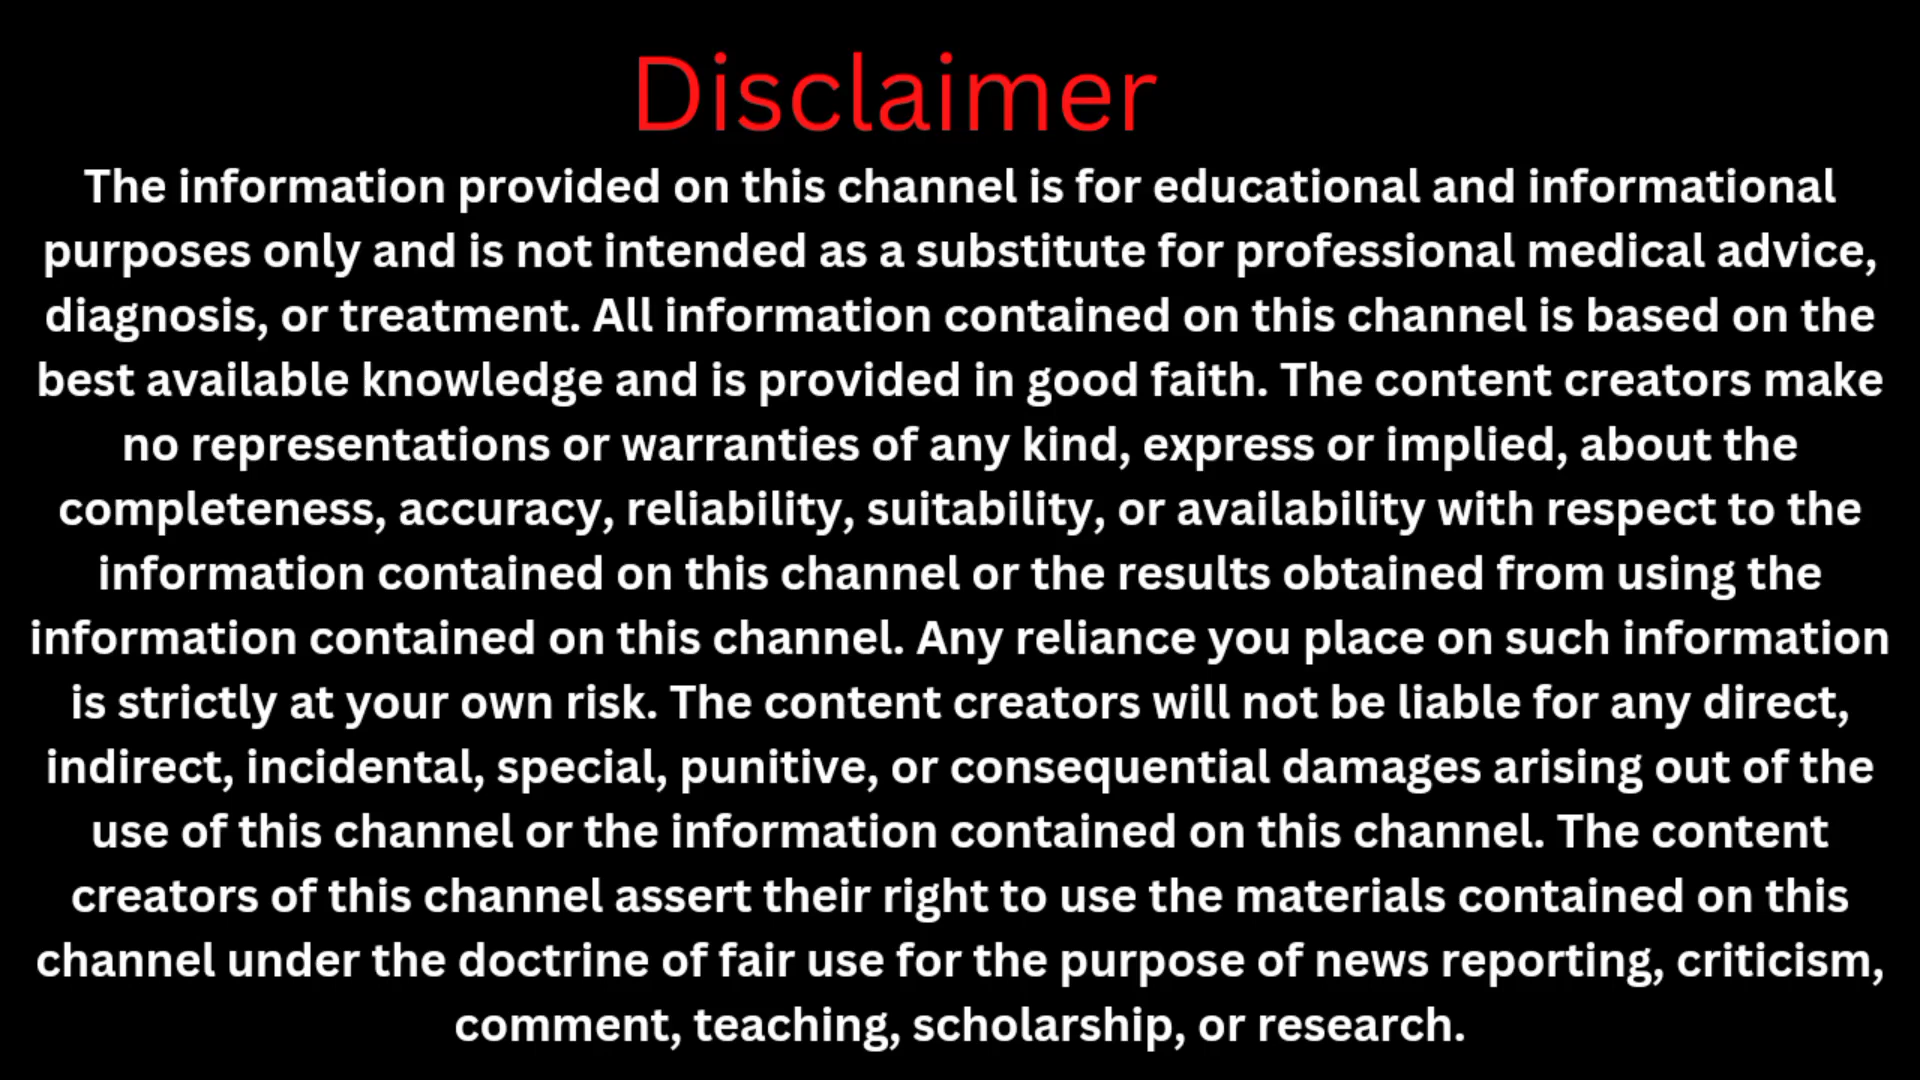 Disclaimer
The information provided on this channel is for educational and informational
purposes only and is not intended as a substitute for professional medical advice,
diagnosis, or treatment. All information contained on this channel is based on the
best available knowledge and is provided in good faith. The content creators make
no representations or warranties of any kind, express or implied, about the
completeness, accuracy, reliability, suitability, or availability with respect to the
information contained on this channel or the results obtained from using the
information contained on this channel. Any reliance you place on such information
is strictly at your own risk. The content creators will not be liable for any direct,
indirect, incidental, special, punitive, or consequential damages arising out of the
use of this channel or the information contained on this channel. The content
creators of this channel assert their right to use the materials contained on this
channel under the doctrine of fair use for the purpose of news reporting, criticism,
comment, teaching, scholarship, or research.